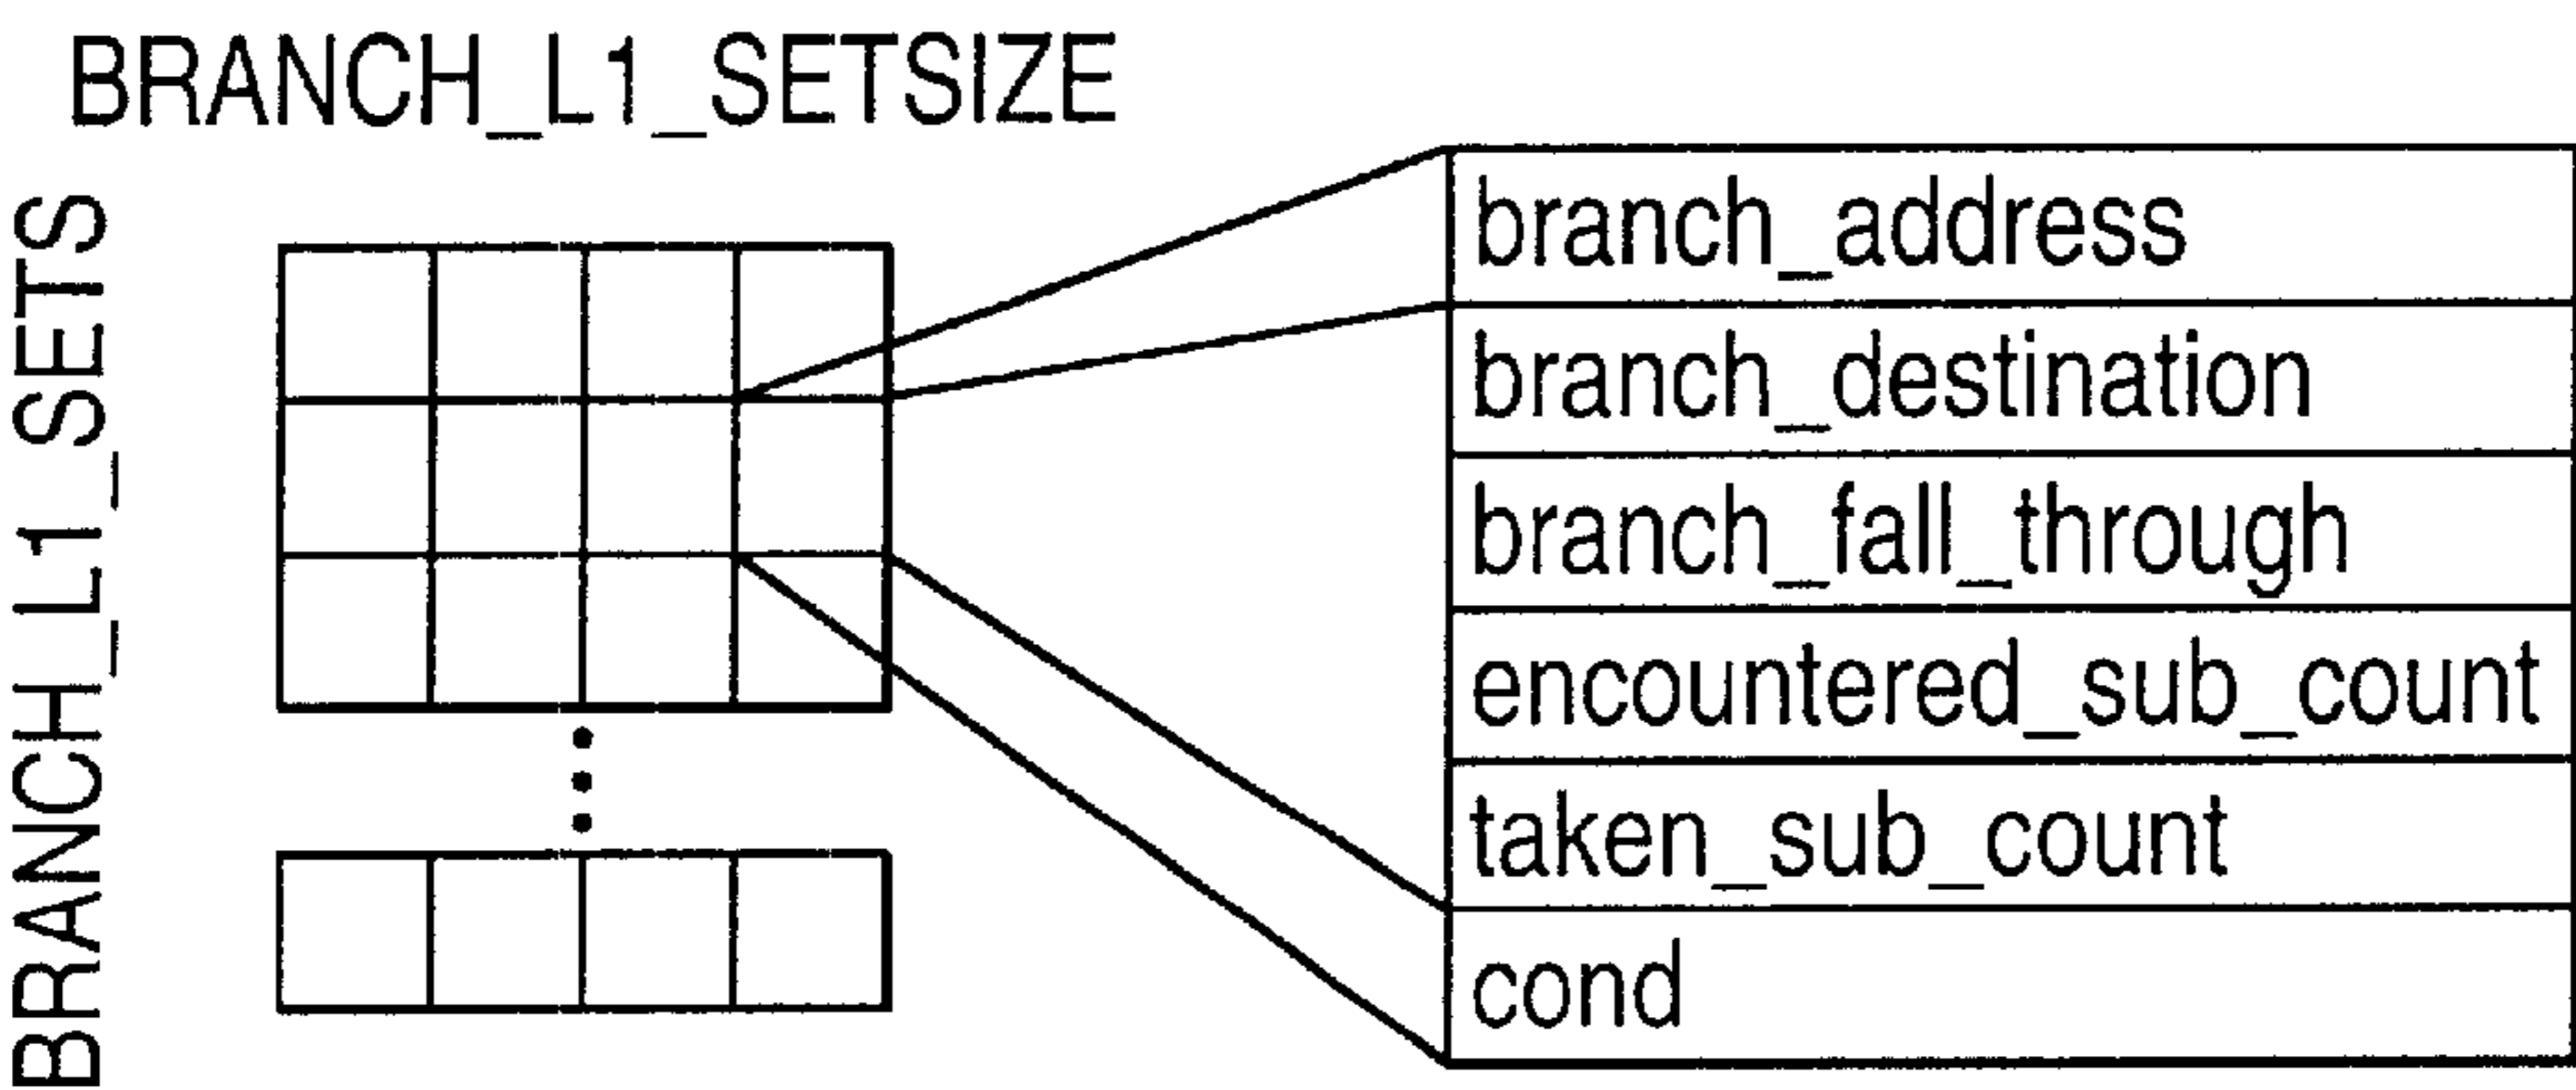 BRANCH_L1_SETSIZE
BRANCH_L1_SETS
branch_address
branch_destination
branch_fall_through
encountered_sub_count
taken_sub_count
cond